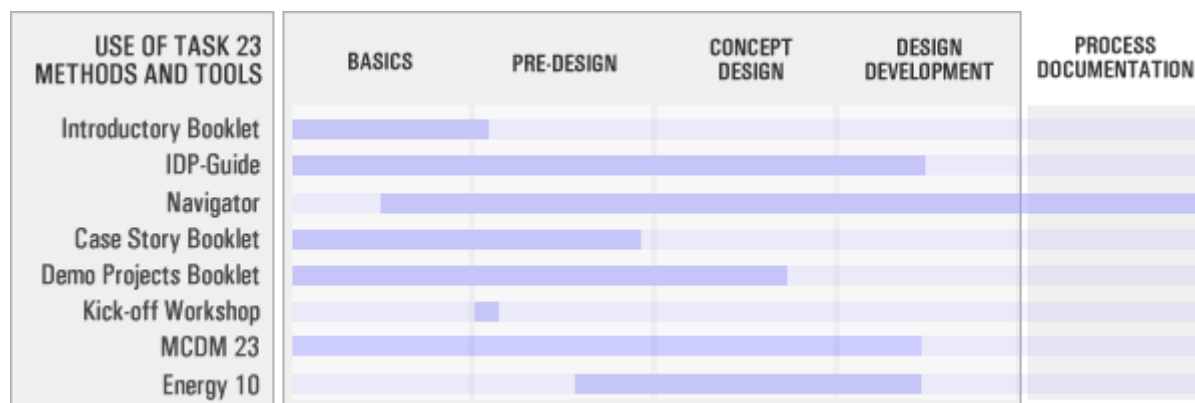 USE OF TASK 23
METHODS AND TOOLS
BASICS
PRE-DESIGN
CONCEPT
DESIGN
DESIGN
DEVELOPMENT
PROCESS
DOCUMENTATION
Introductory Booklet
IDP-Guide
Navigator
Case Story Booklet
Demo Projects Booklet
Kick-off Workshop
MCDM 23
Energy 10